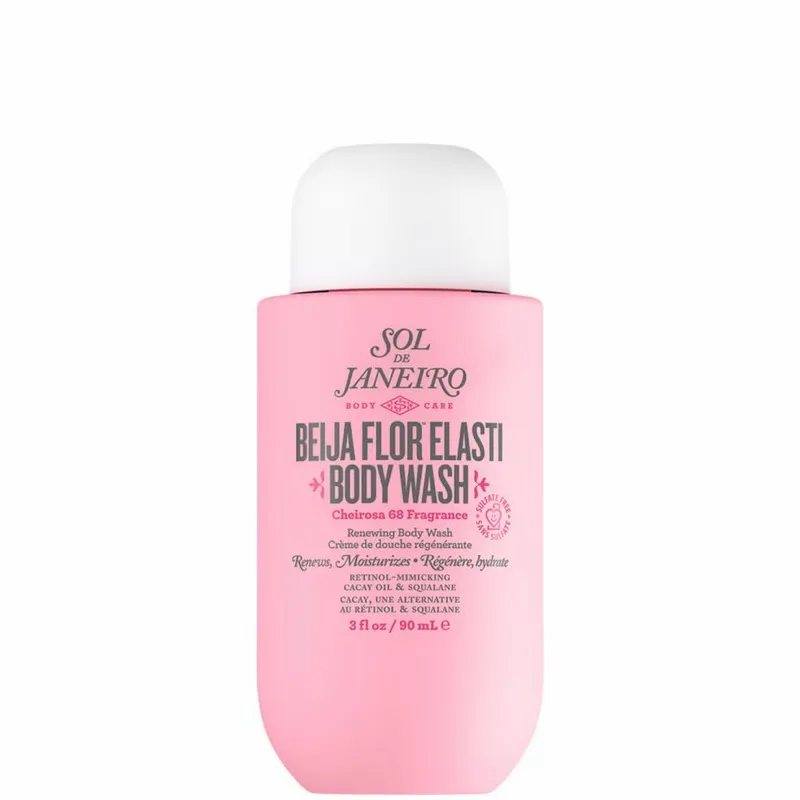 SOL
DE
JANEIRO
BODY CARE
BEIJA FLOR™ ELASTI
BODY WASH
Cheirosa 68 Fragrance
SULFATE FREE
SANS SULFATE
Renewing Body Wash
Crème de douche régénérante
Renews, Moisturizes • Régénère, hydrate
RETINOL-MIMICKING
CACAY OIL & SQUALANE
CACAY, UNE ALTERNATIVE
AU RÉTINOL & SQUALANE
3 fl oz / 90 mL ℮